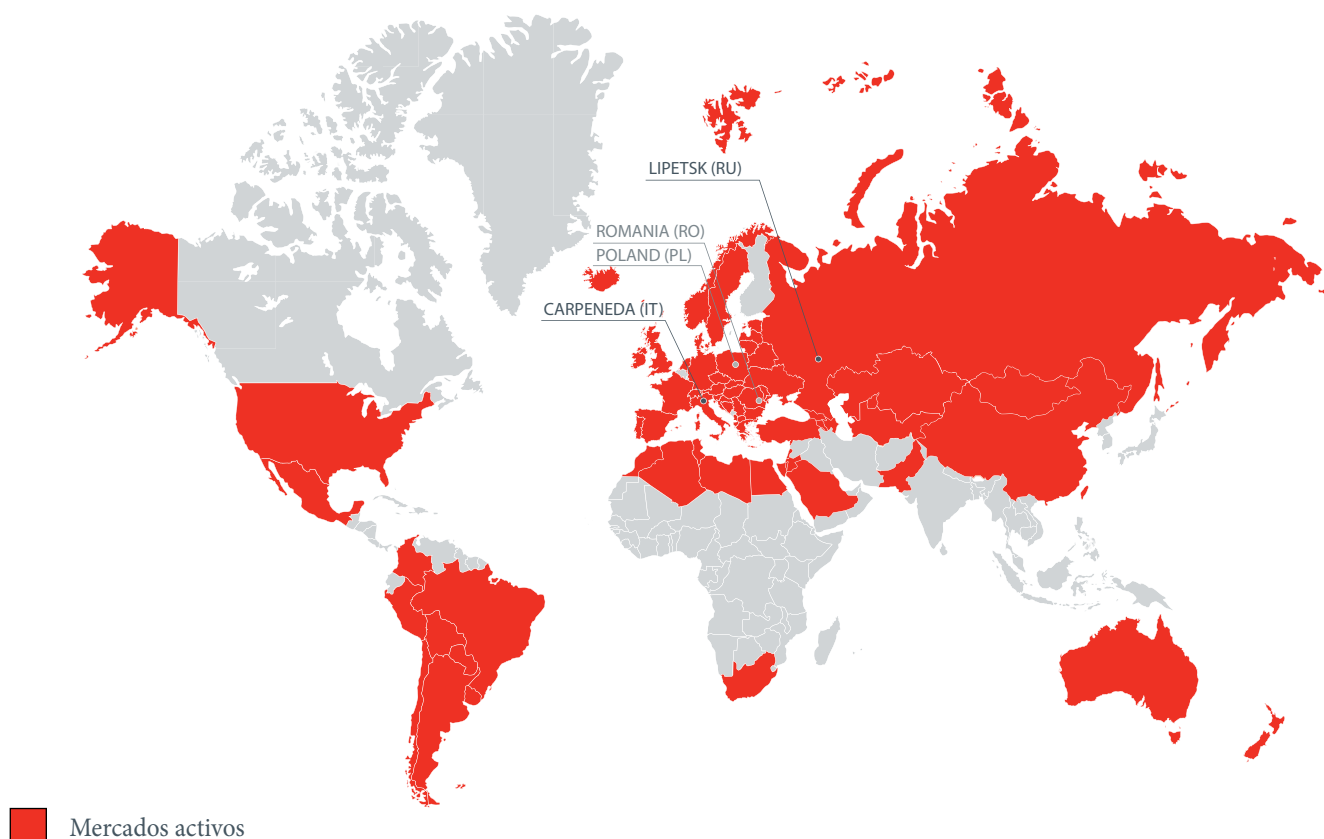 LIPETSK (RU)
ROMANIA (RO)
POLAND (PL)
CARPENEDA (IT)
Mercados activos